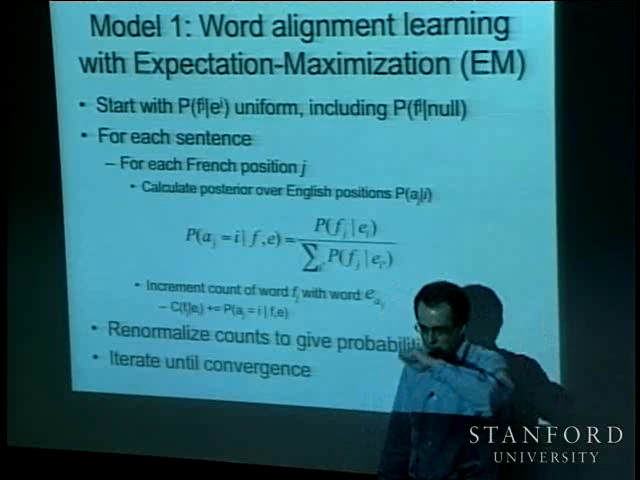 Model 1: Word alignment learning
with Expectation-Maximization (EM)
• Start with P(fʲ|eⁱ) uniform, including P(fʲ|null)
• For each sentence
– For each French position j
• Calculate posterior over English positions P(aⱼ|i)
P(aⱼ = i | f,e) = P(fⱼ | eᵢ) / ∑ᵢ' P(fⱼ | eᵢ')
• Increment count of word fⱼ with word e_aⱼ
– C(fⱼ|eᵢ) += P(aⱼ = i | f,e)
• Renormalize counts to give
• Iterate until convergence
STANFORD
UNIVERSITY